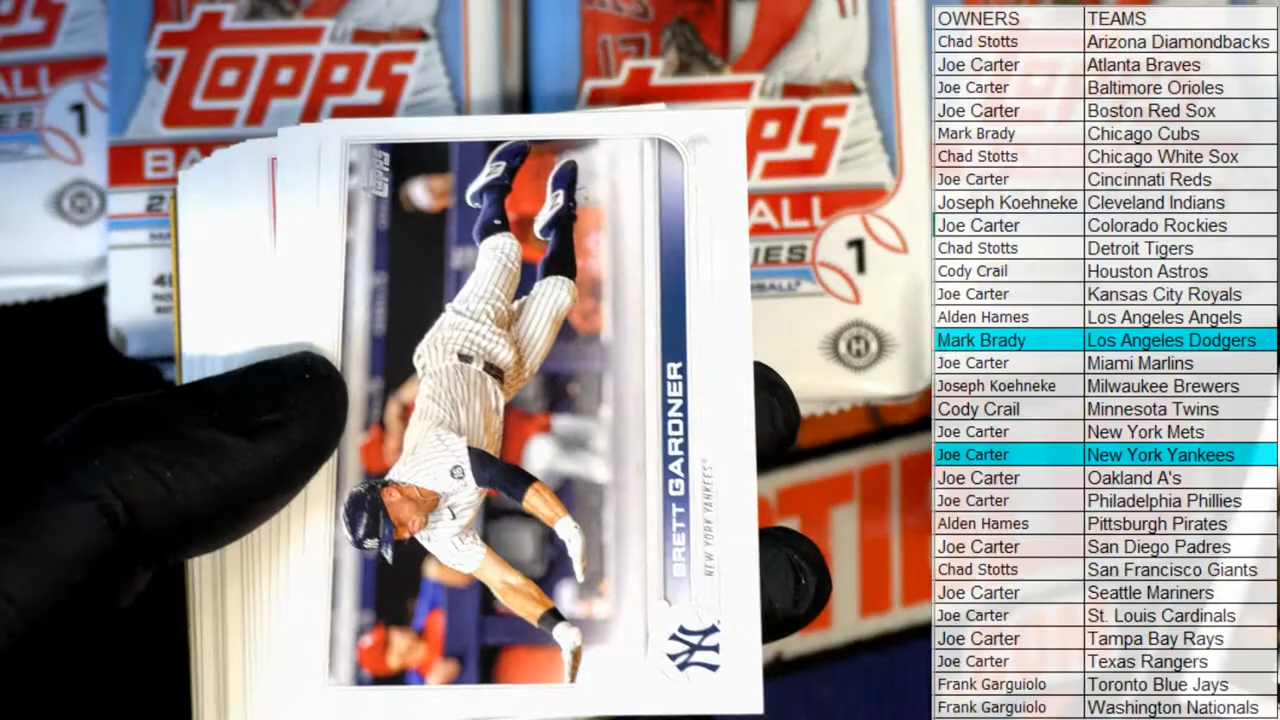 TOPPS
TOPPS
1
BA
ALL
IES 1
ES
TOPPS
BRETT GARDNER
NEW YORK YANKEES
NY
H
OWNERS TEAMS
Chad Stotts Arizona Diamondbacks
Joe Carter Atlanta Braves
Joe Carter Baltimore Orioles
Joe Carter Boston Red Sox
Mark Brady Chicago Cubs
Chad Stotts Chicago White Sox
Joe Carter Cincinnati Reds
Joseph Koehneke Cleveland Indians
Joe Carter Colorado Rockies
Chad Stotts Detroit Tigers
Cody Crail Houston Astros
Joe Carter Kansas City Royals
Alden Hames Los Angeles Angels
Mark Brady Los Angeles Dodgers
Joe Carter Miami Marlins
Joseph Koehneke Milwaukee Brewers
Cody Crail Minnesota Twins
Joe Carter New York Mets
Joe Carter New York Yankees
Joe Carter Oakland A's
Joe Carter Philadelphia Phillies
Alden Hames Pittsburgh Pirates
Joe Carter San Diego Padres
Chad Stotts San Francisco Giants
Joe Carter Seattle Mariners
Joe Carter St. Louis Cardinals
Joe Carter Tampa Bay Rays
Joe Carter Texas Rangers
Frank Garguiolo Toronto Blue Jays
Frank Garguiolo Washington Nationals